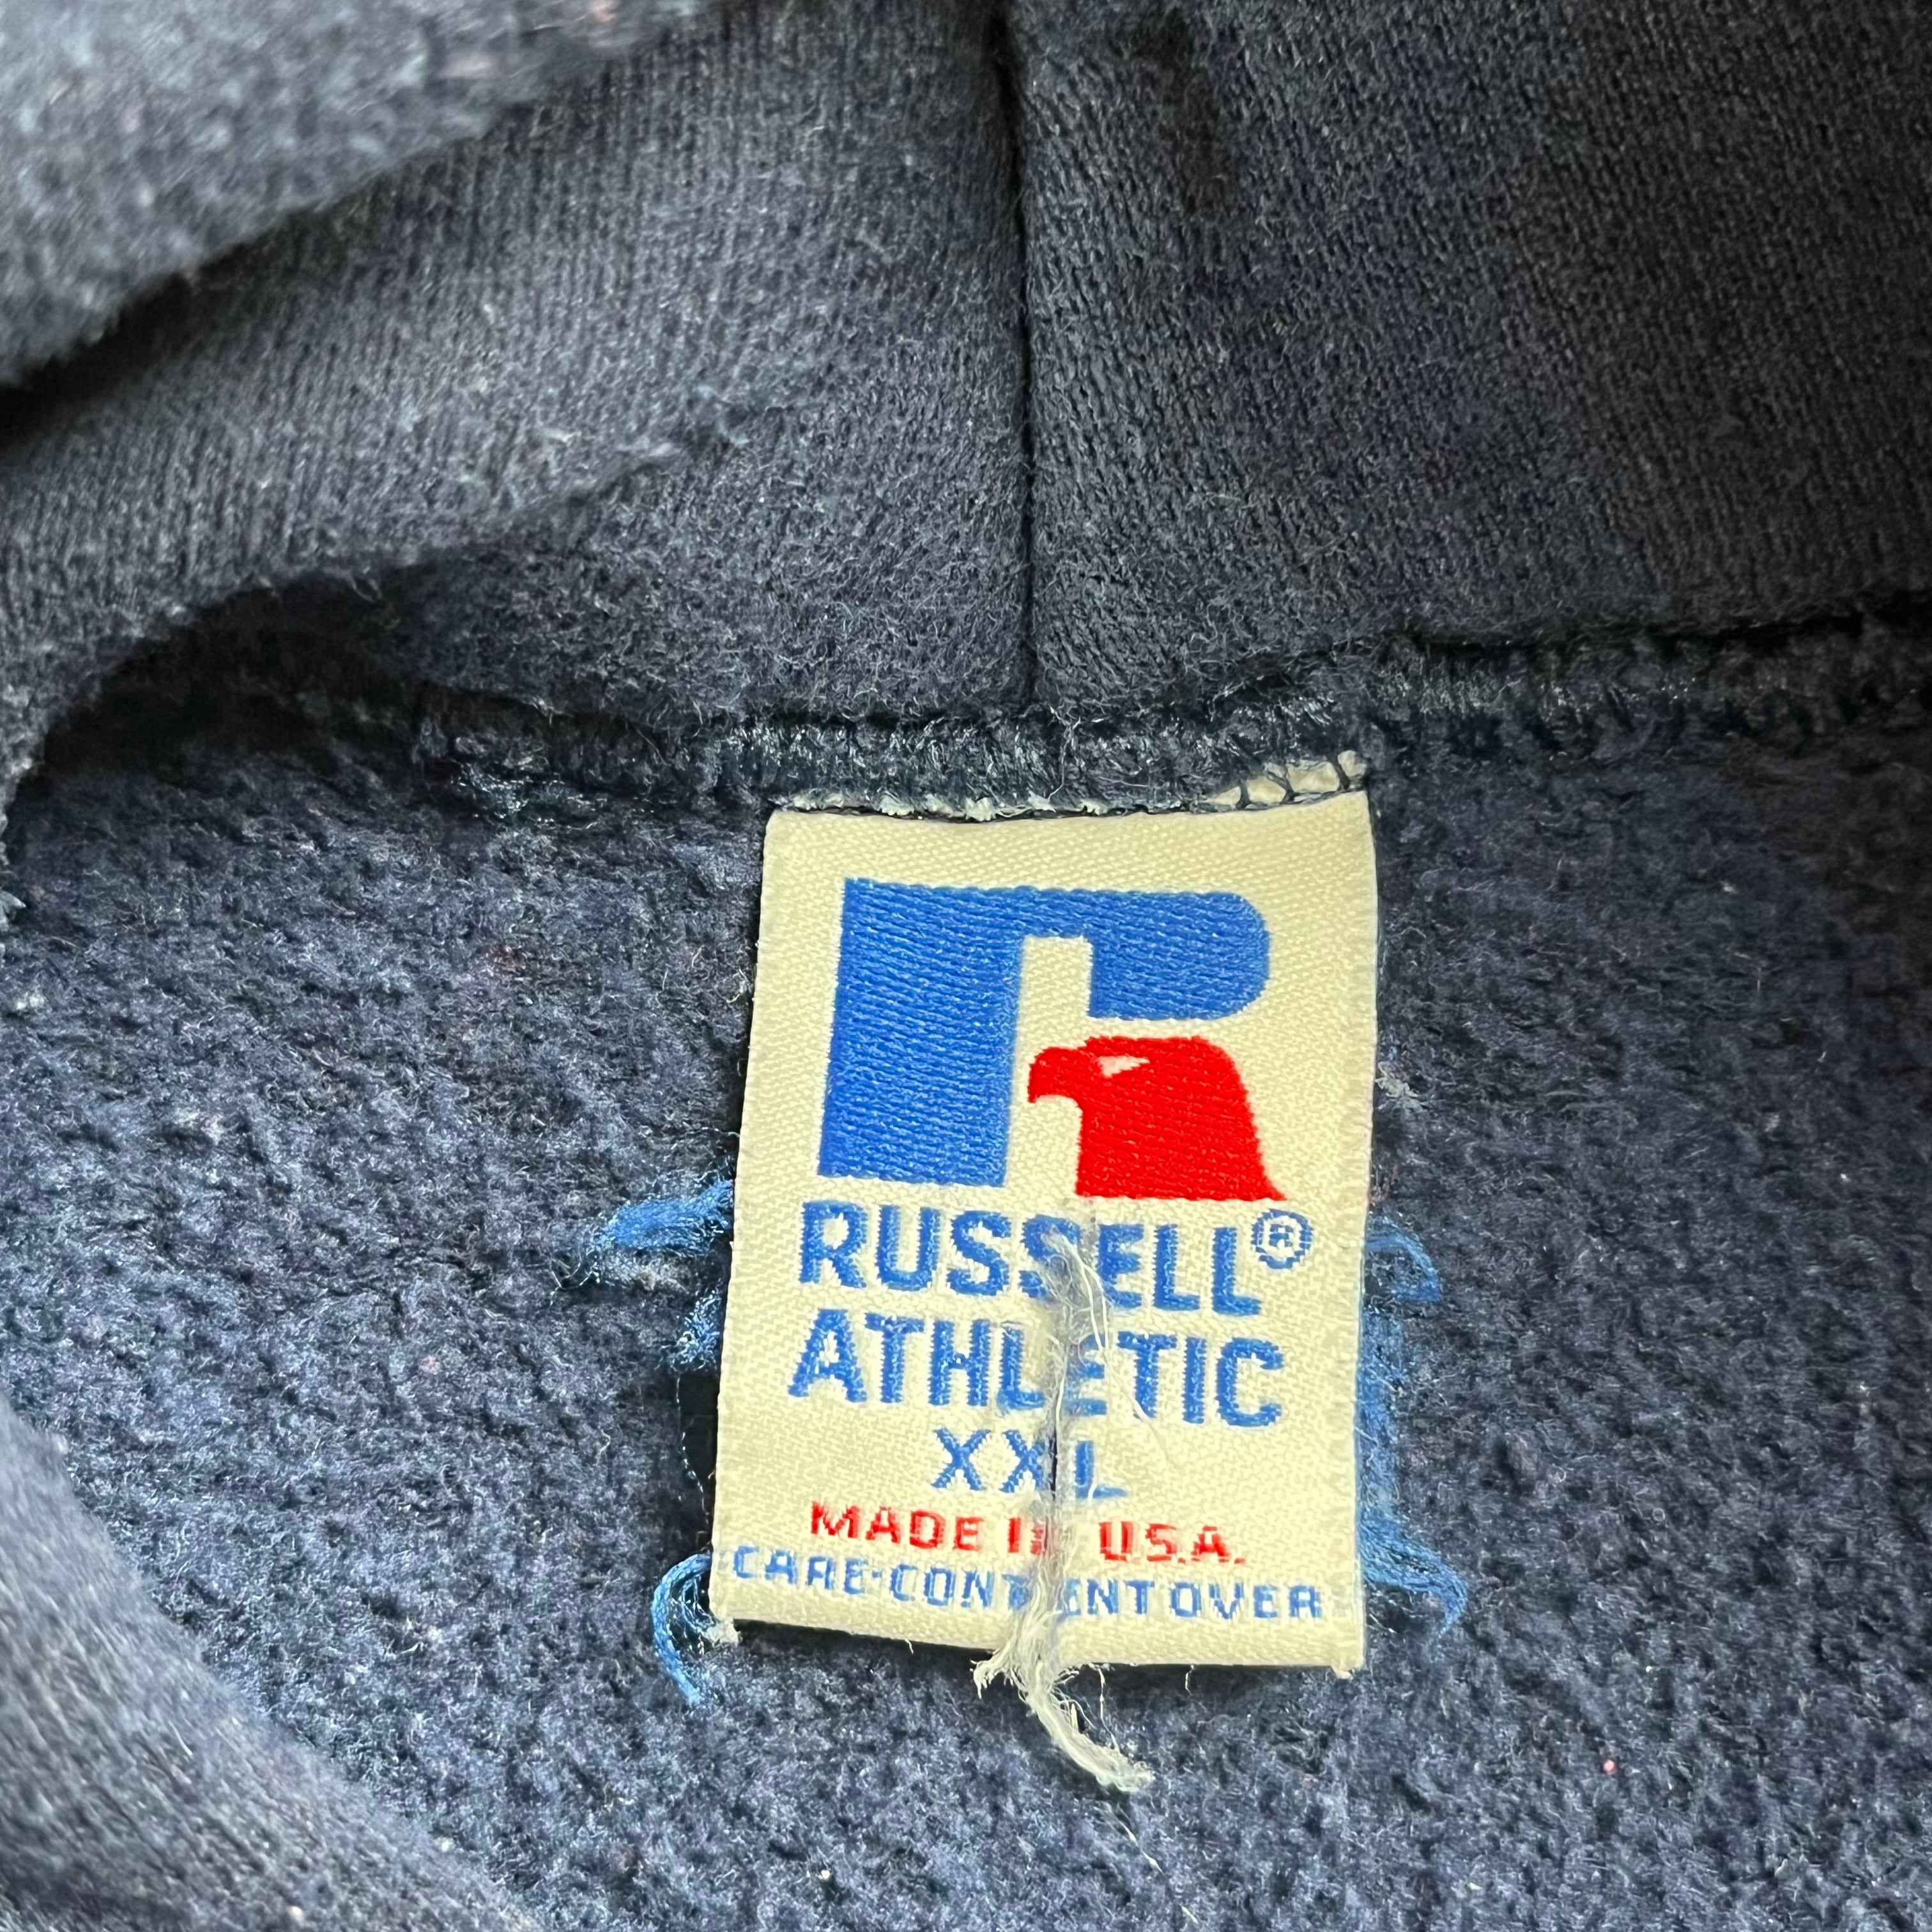 RUSSELL®
ATHLETIC
XXL
MADE IN U.S.A.
CARE·CONTENT OVER